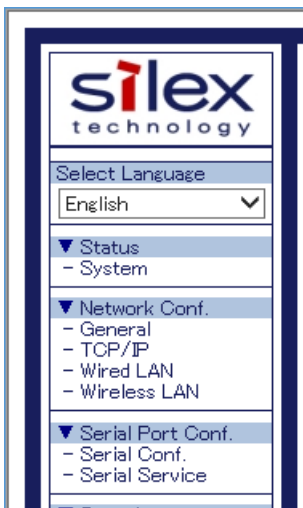 silex
technology
Select Language
English
▼ Status
- System
▼ Network Conf.
- General
- TCP/IP
- Wired LAN
- Wireless LAN
▼ Serial Port Conf.
- Serial Conf.
- Serial Service